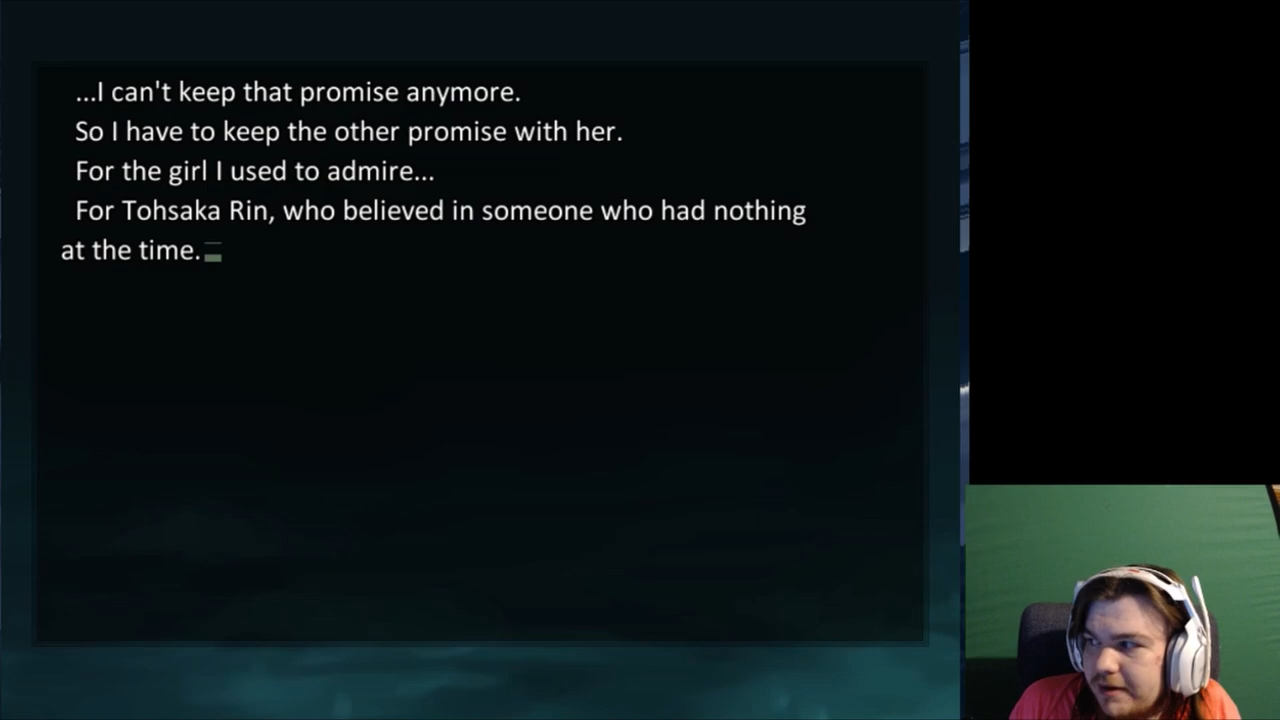 ...I can't keep that promise anymore.
So I have to keep the other promise with her.
For the girl I used to admire...
For Tohsaka Rin, who believed in someone who had nothing
at the time.